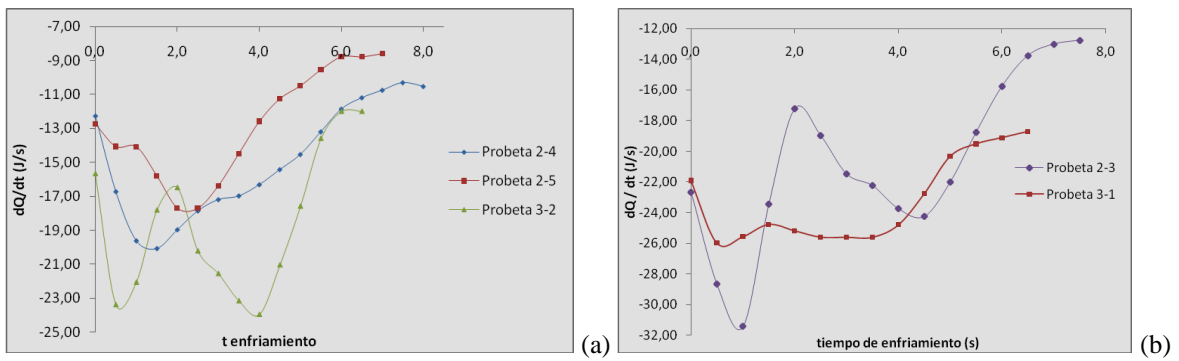 -7,00
0,0 2,0 4,0 6,0 8,0
-9,00
-11,00
-13,00
-15,00
-17,00
-19,00
-21,00
-23,00
-25,00
dQ/dt (J/s)
t enfriamiento
Probeta 2-4
Probeta 2-5
Probeta 3-2
(a)
-12,00
0,0 2,0 4,0 6,0 8,0
-14,00
-16,00
-18,00
-20,00
-22,00
-24,00
-26,00
-28,00
-30,00
-32,00
dQ/dt (J/s)
tiempo de enfriamiento (s)
Probeta 2-3
Probeta 3-1
(b)